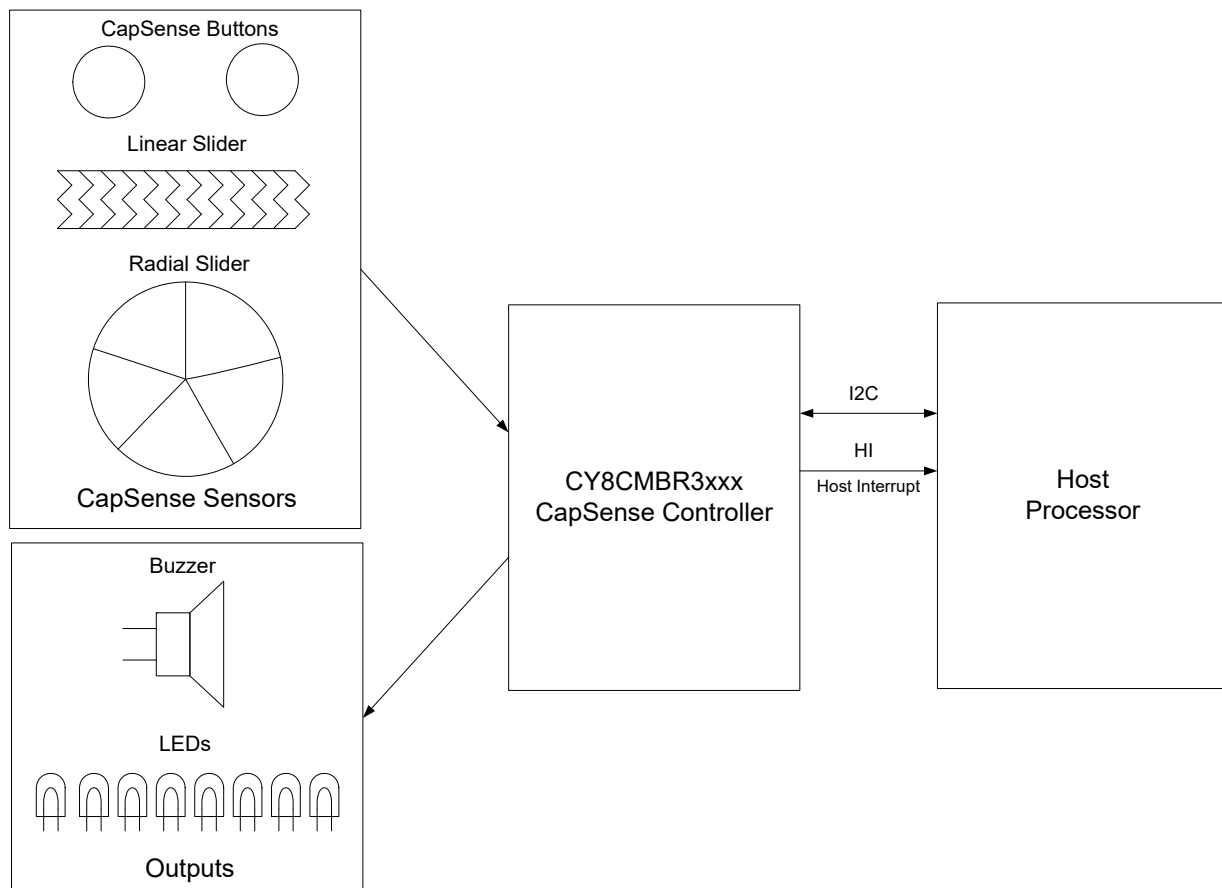 CapSense Buttons
Linear Slider
Radial Slider
CapSense Sensors
Buzzer
LEDs
Outputs
CY8CMBR3xxx
CapSense Controller
I2C
HI
Host Interrupt
Host
Processor